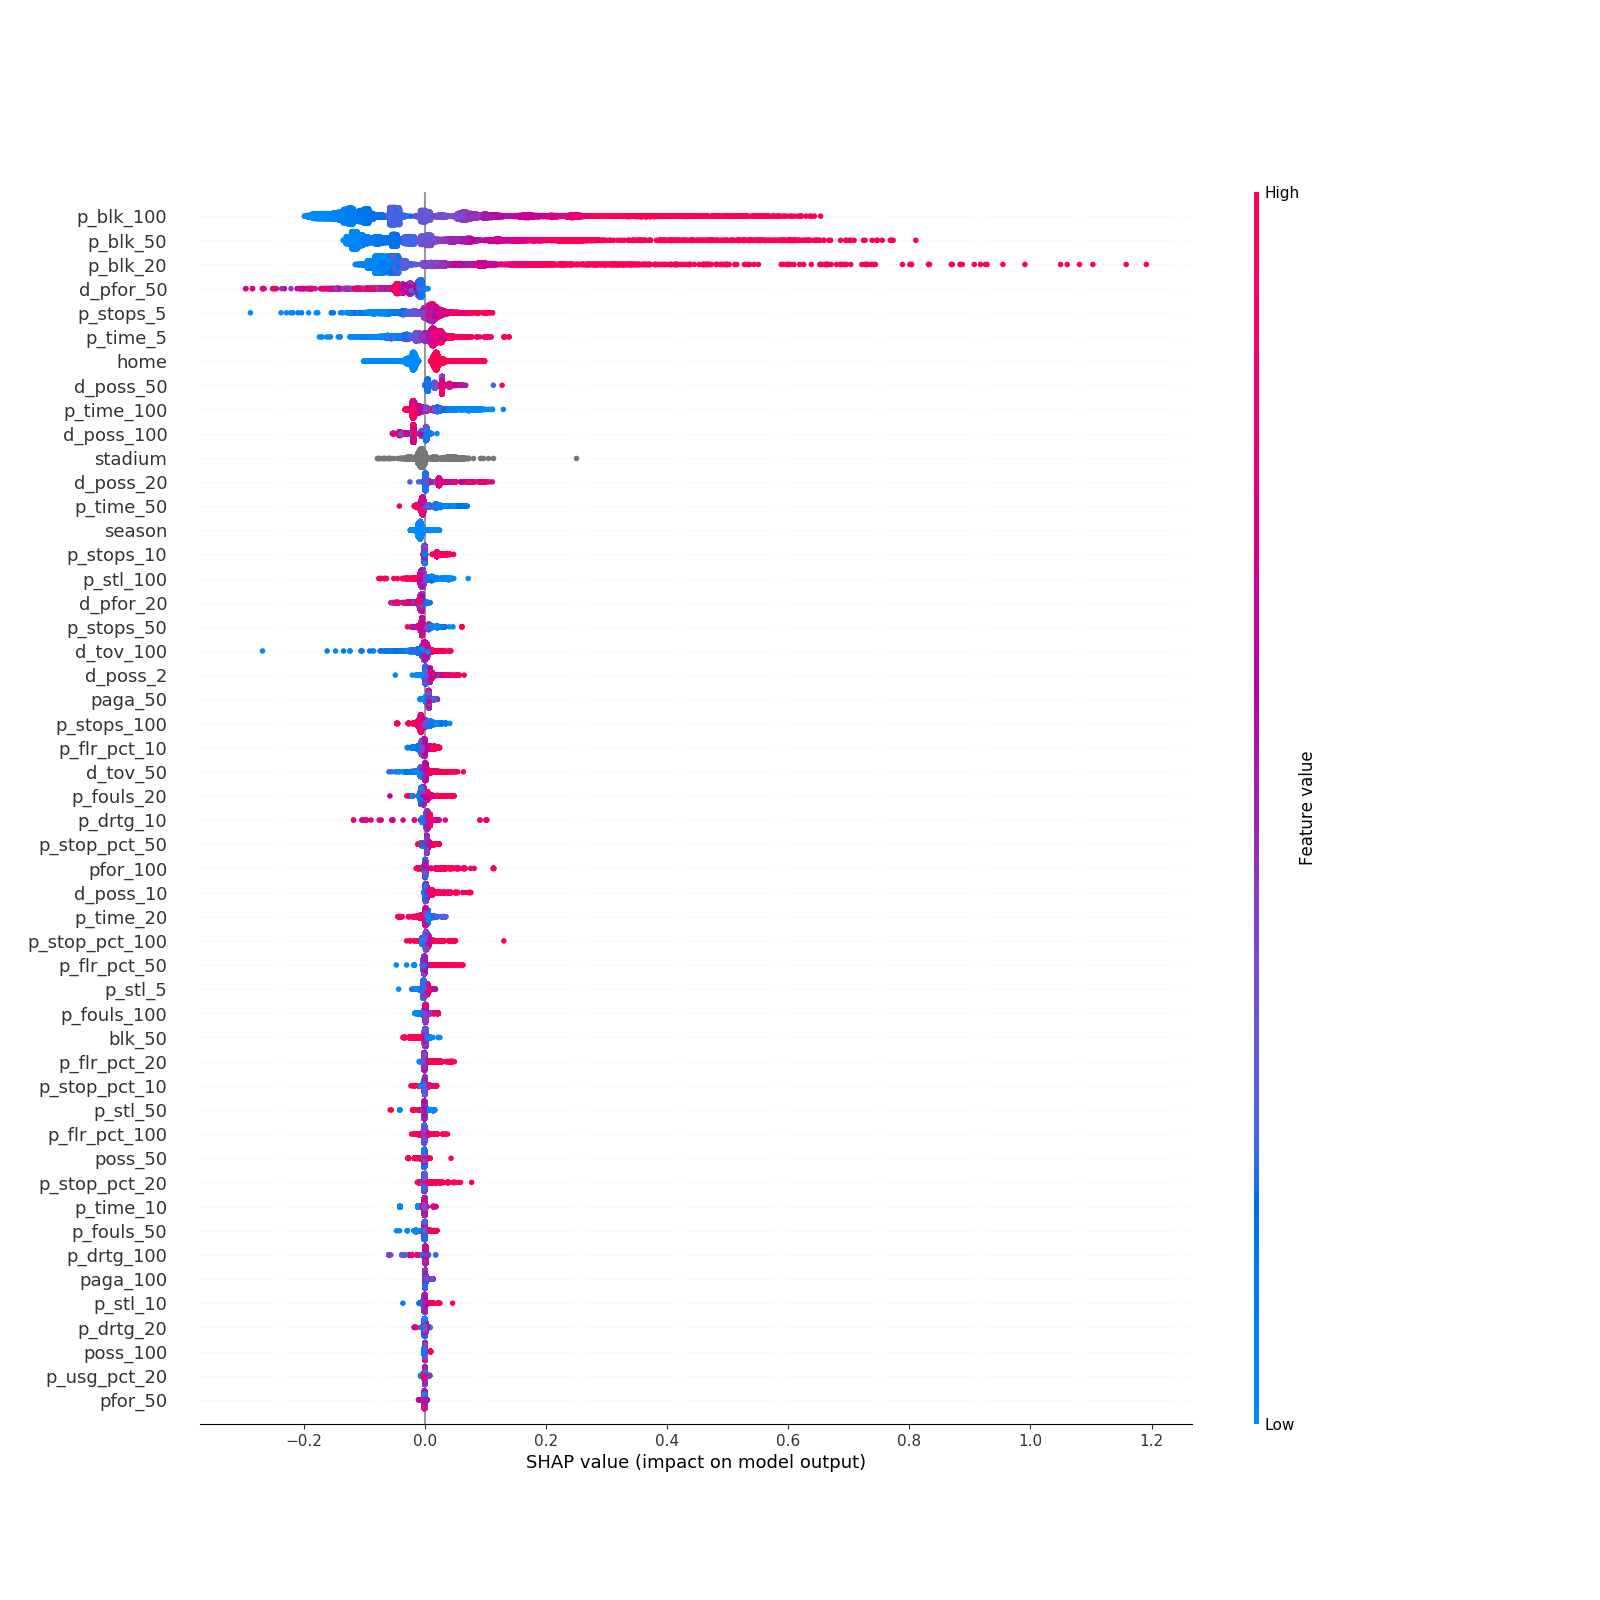 High
p_blk_100
p_blk_50
p_blk_20
d_pfor_50
p_stops_5
p_time_5
home
d_poss_50
p_time_100
d_poss_100
stadium
d_poss_20
p_time_50
season
p_stops_10
p_stl_100
d_pfor_20
p_stops_50
d_tov_100
d_poss_2
paga_50
p_stops_100
p_flr_pct_10
d_tov_50
p_fouls_20
p_drtg_10
p_stop_pct_50
pfor_100
d_poss_10
p_time_20
p_stop_pct_100
p_flr_pct_50
p_stl_5
p_fouls_100
blk_50
p_flr_pct_20
p_stop_pct_10
p_stl_50
p_flr_pct_100
poss_50
p_stop_pct_20
p_time_10
p_fouls_50
p_drtg_100
paga_100
p_stl_10
p_drtg_20
poss_100
p_usg_pct_20
pfor_50
Feature value
Low
−0.2 0.0 0.2 0.4 0.6 0.8 1.0 1.2
SHAP value (impact on model output)